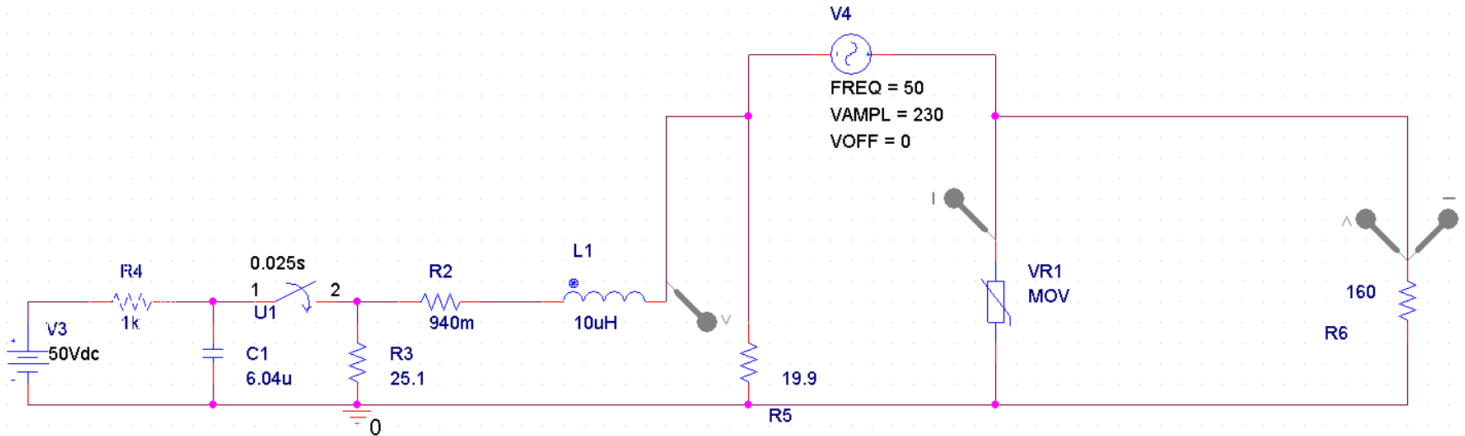 V4
FREQ = 50
VAMPL = 230
VOFF = 0
I
V
I
L1
10uH
V
R4
1k
0.025s
1
2
U1
R2
940m
V3
50Vdc
+
-
C1
6.04u
R3
25.1
0
19.9
R5
VR1
MOV
160
R6